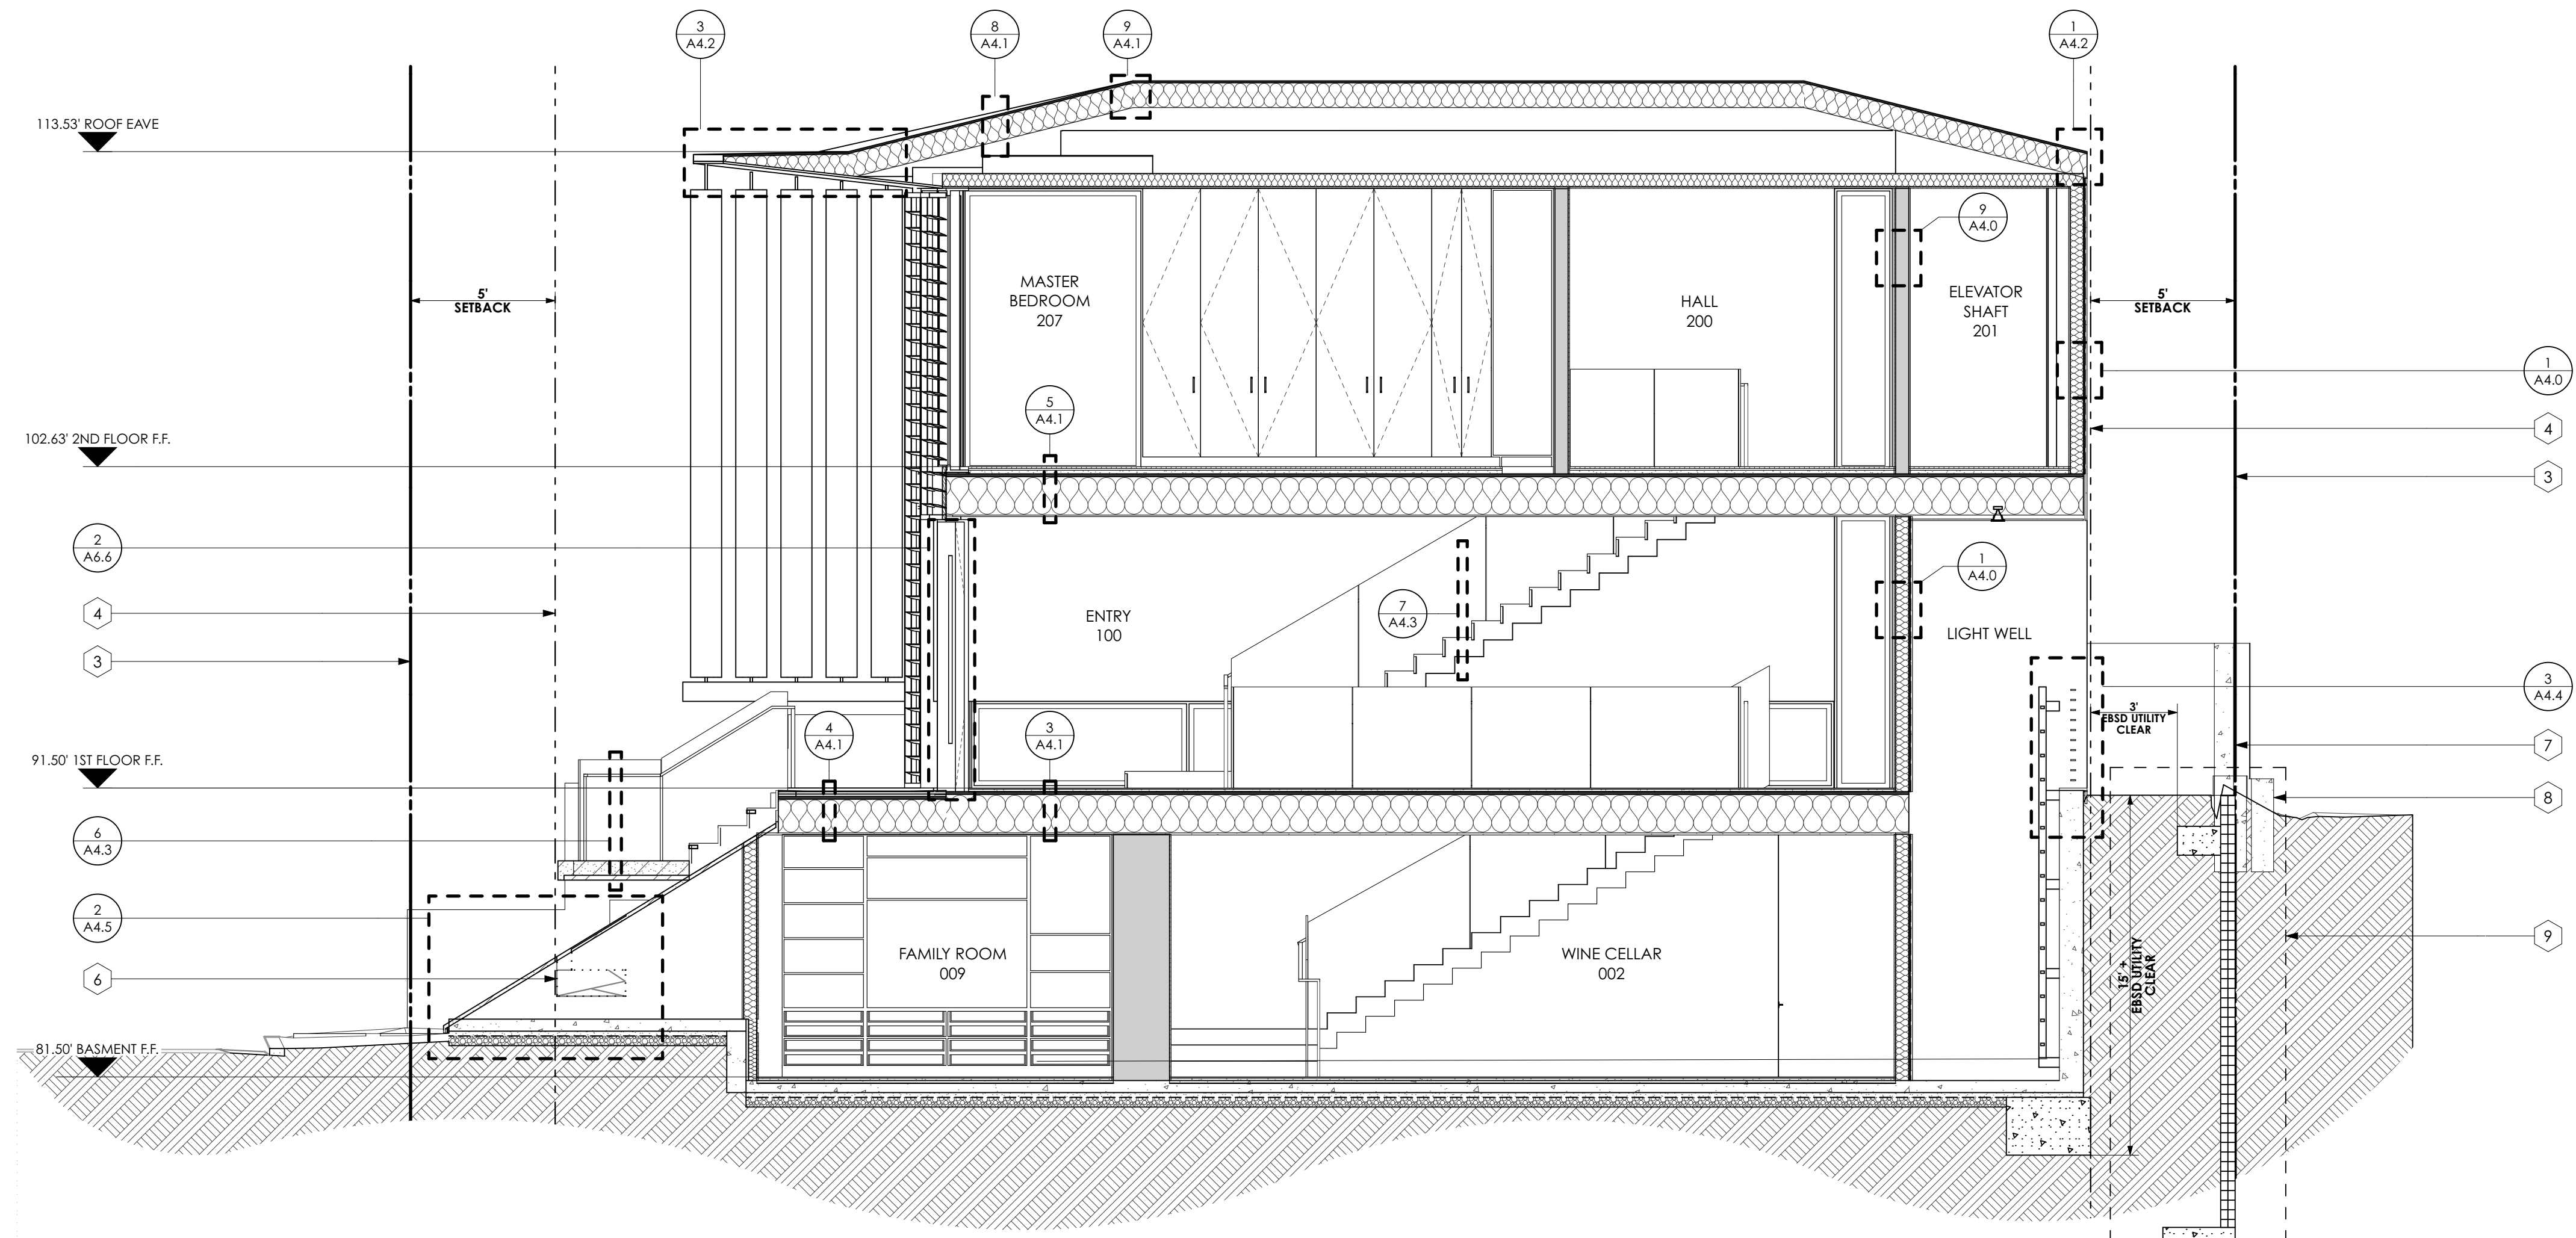 3
A4.2
8
A4.1
9
A4.1
1
A4.2
113.53' ROOF EAVE
9
A4.0
MASTER
BEDROOM
207
HALL
200
ELEVATOR
SHAFT
201
5'
SETBACK
5'
SETBACK
1
A4.0
5
A4.1
4
102.63' 2ND FLOOR F.F.
3
2
A6.6
1
A4.0
4
ENTRY
100
7
A4.3
LIGHT WELL
3
3
A4.4
3'
EBSD UTILITY
CLEAR
4
A4.1
3
A4.1
7
91.50' 1ST FLOOR F.F.
8
6
A4.3
2
A4.5
9
FAMILY ROOM
009
WINE CELLAR
002
15' +
EBSD UTILITY
CLEAR
6
81.50' BASMENT F.F.